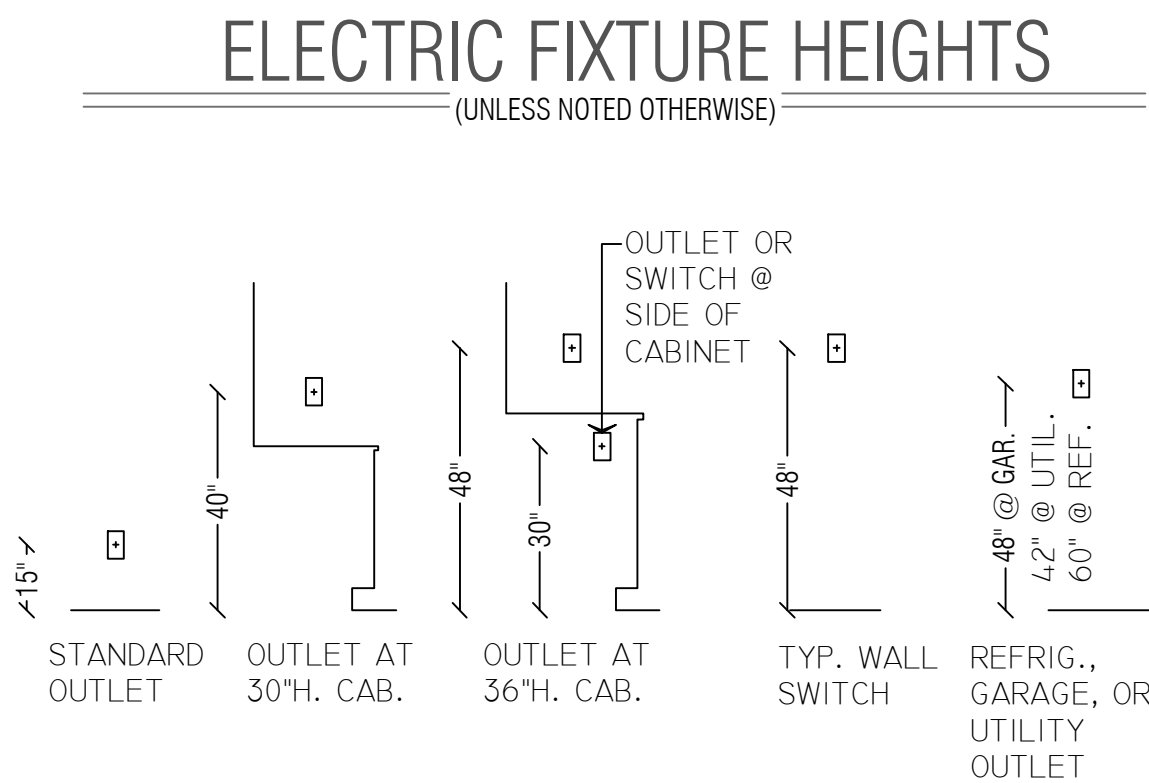 ELECTRIC FIXTURE HEIGHTS
(UNLESS NOTED OTHERWISE)
OUTLET OR
SWITCH @
SIDE OF
CABINET
15"
40"
48"
30"
48"
48" @ GAR.
42" @ UTIL.
60" @ REF.
STANDARD
OUTLET
OUTLET AT
30"H. CAB.
OUTLET AT
36"H. CAB.
TYP. WALL
SWITCH
REFRIG.,
GARAGE, OR
UTILITY
OUTLET